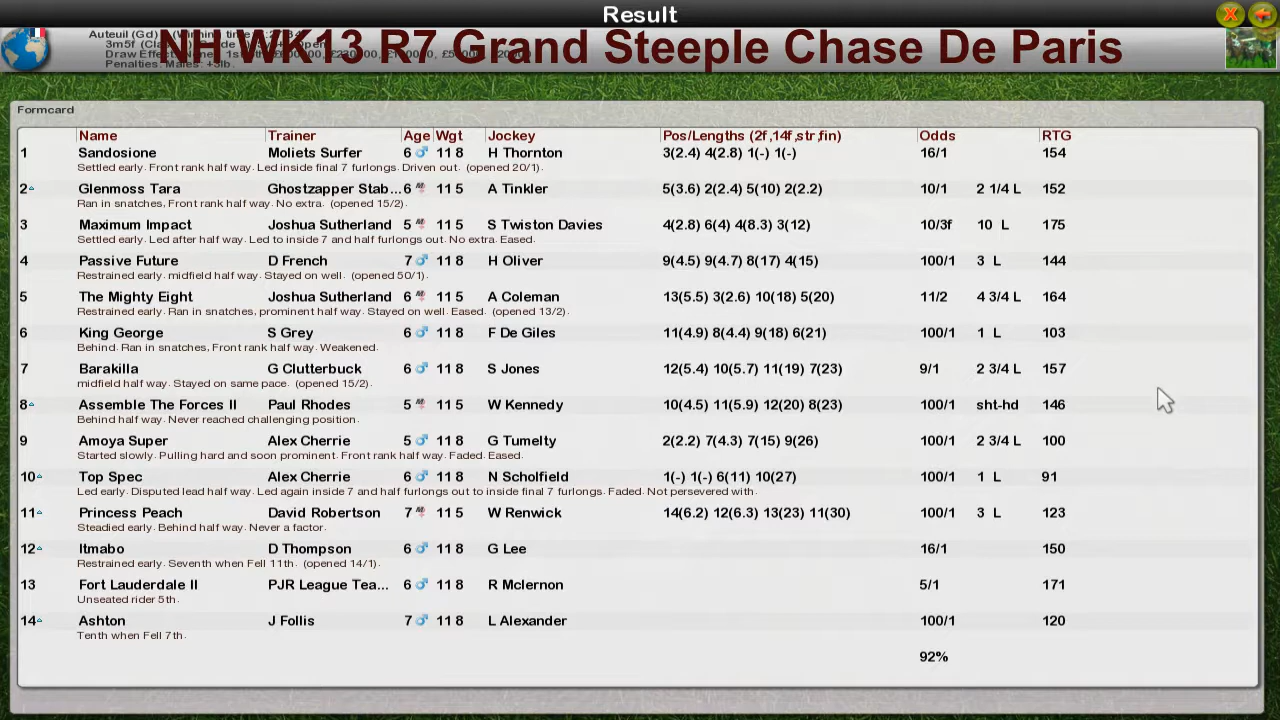 Result
NH WK13 R7 Grand Steeple Chase De Paris
Auteuil (Gd)
3m5f
Draw Effect
Penalties: Males: +3lb.
Formcard
Name Trainer Age Wgt Jockey Pos/Lengths (2f,14f,str,fin) Odds RTG
1 Sandosione Moliets Surfer 6 11 8 H Thornton 3(2.4) 4(2.8) 1(-) 1(-) 16/1 154
Settled early. Front rank half way. Led inside final 7 furlongs. Driven out. (opened 20/1).
2 Glenmoss Tara Ghostzapper Stab... 6 11 5 A Tinkler 5(3.6) 2(2.4) 5(10) 2(2.2) 10/1 2 1/4 L 152
Ran in snatches, Front rank half way. No extra. (opened 15/2).
3 Maximum Impact Joshua Sutherland 5 11 5 S Twiston Davies 4(2.8) 6(4) 4(8.3) 3(12) 10/3f 10 L 175
Settled early. Led after half way. Led to inside 7 and half furlongs out. No extra. Eased.
4 Passive Future D French 7 11 8 H Oliver 9(4.5) 9(4.7) 8(17) 4(15) 100/1 3 L 144
Restrained early. midfield half way. Stayed on well. (opened 50/1).
5 The Mighty Eight Joshua Sutherland 6 11 5 A Coleman 13(5.5) 3(2.6) 10(18) 5(20) 11/2 4 3/4 L 164
Restrained early. Ran in snatches, prominent half way. Stayed on well. Eased. (opened 13/2).
6 King George S Grey 6 11 8 F De Giles 11(4.9) 8(4.4) 9(18) 6(21) 100/1 1 L 103
Behind. Ran in snatches, Front rank half way. Weakened.
7 Barakilla G Clutterbuck 6 11 8 S Jones 12(5.4) 10(5.7) 11(19) 7(23) 9/1 2 3/4 L 157
midfield half way. Stayed on same pace. (opened 15/2).
8 Assemble The Forces II Paul Rhodes 5 11 5 W Kennedy 10(4.5) 11(5.9) 12(20) 8(23) 100/1 sht-hd 146
Behind half way. Never reached challenging position.
9 Amoya Super Alex Cherrie 5 11 8 G Tumelty 2(2.2) 7(4.3) 7(15) 9(26) 100/1 2 3/4 L 100
Started slowly. Pulling hard and soon prominent. Front rank half way. Faded. Eased.
10 Top Spec Alex Cherrie 6 11 8 N Scholfield 1(-) 1(-) 6(11) 10(27) 100/1 1 L 91
Led early. Disputed lead half way. Led again inside 7 and half furlongs out to inside final 7 furlongs. Faded. Not persevered with.
11 Princess Peach David Robertson 7 11 5 W Renwick 14(6.2) 12(6.3) 13(23) 11(30) 100/1 3 L 123
Steadied early. Behind half way. Never a factor.
12 Itmabo D Thompson 6 11 8 G Lee 16/1 150
Restrained early. Seventh when Fell 11th. (opened 14/1).
13 Fort Lauderdale II PJR League Tea... 6 11 8 R Mclernon 5/1 171
Unseated rider 5th.
14 Ashton J Follis 7 11 8 L Alexander 100/1 120
Tenth when Fell 7th.
92%